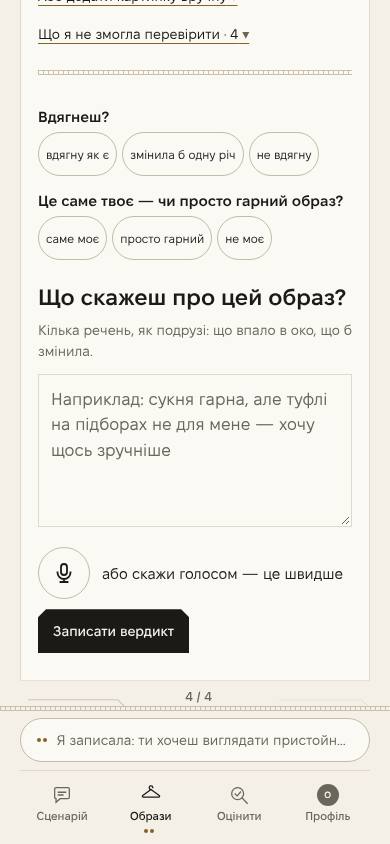 Що я не змогла перевірити · 4 ▾
Вдягнеш?
вдягну як є
змінила б одну річ
не вдягну
Це саме твоє — чи просто гарний образ?
саме моє
просто гарний
не моє
Що скажеш про цей образ?
Кілька речень, як подрузі: що впало в око, що б
змінила.
Наприклад: сукня гарна, але туфлі
на підборах не для мене — хочу
щось зручніше
або скажи голосом — це швидше
Записати вердикт
4 / 4
Я записала: ти хочеш виглядати пристойн...
Сценарій
Образи
Оцінити
О
Профіль